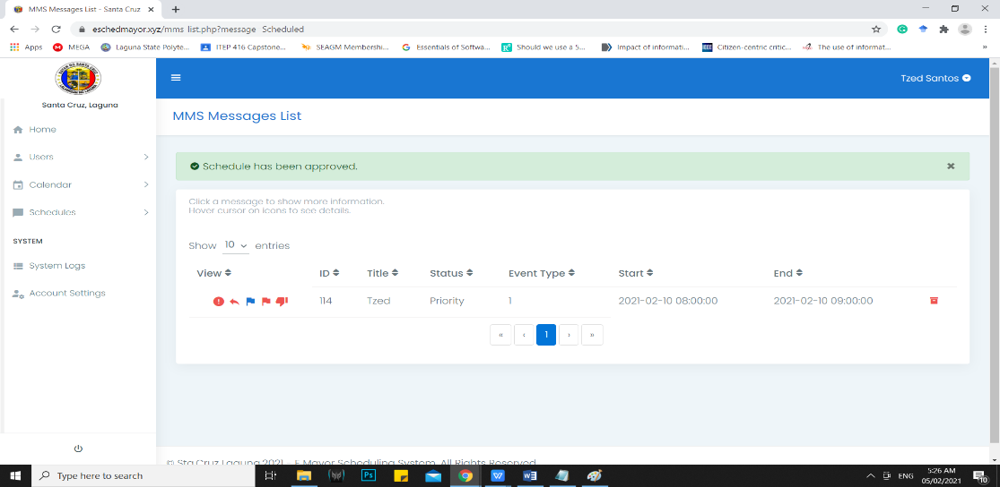 MMS Messages List - Santa Cruz
eschedmayor.xyz/mms list.php?message Scheduled
Apps MEGA Laguna State Polyte... ITEP 416 Capstone... SEAGM Membershi... Essentials of Softwa... Should we use a 5... Impact of informati... Citizen-centric critic... The use of informat... »
Santa Cruz, Laguna
Home
Users
Calendar
Schedules
SYSTEM
System Logs
Account Settings
Tzed Santos
MMS Messages List
Schedule has been approved.
Click a message to show more information.
Hover cursor on icons to see details.
Show 10 entries
View ID Title Status Event Type Start End
114 Tzed Priority 1 2021-02-10 08:00:00 2021-02-10 09:00:00
« ‹ 1 › »
© Sta.Cruz Laguna 2021 - E Mayor Scheduling System. All Rights Reserved
Type here to search
Ps
W
ENG
5:26 AM
05/02/2021
10